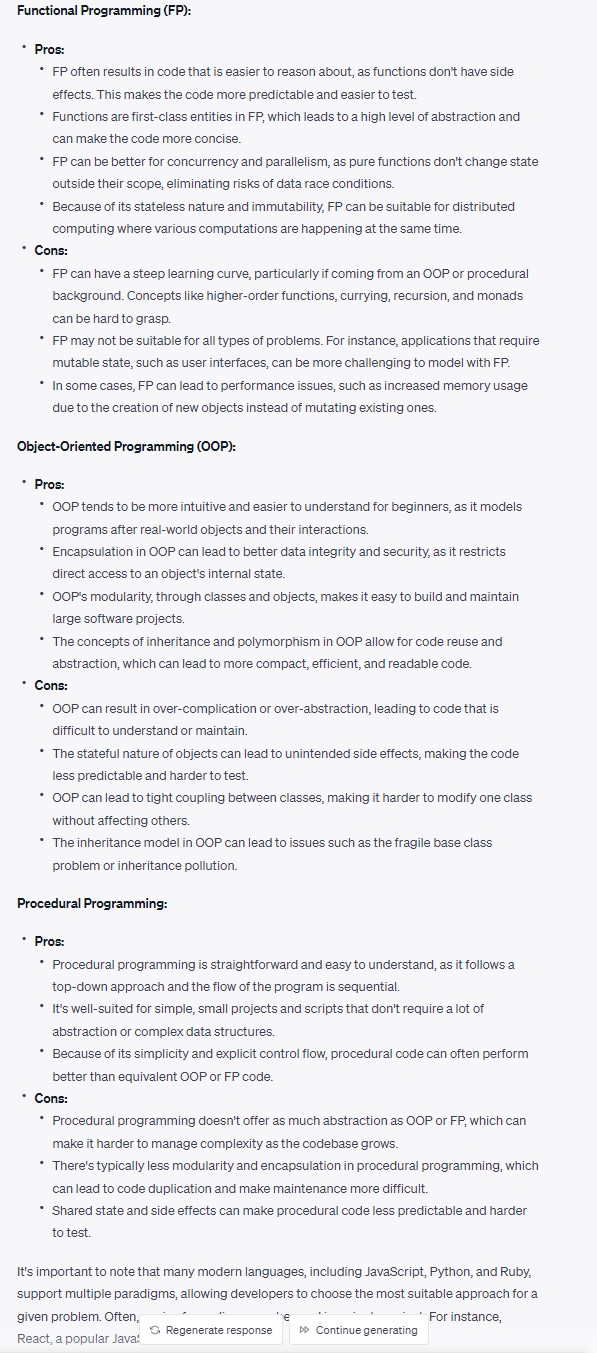 Functional Programming (FP):
• Pros:
• FP often results in code that is easier to reason about, as functions don't have side
effects. This makes the code more predictable and easier to test.
• Functions are first-class entities in FP, which leads to a high level of abstraction and
can make the code more concise.
• FP can be better for concurrency and parallelism, as pure functions don't change state
outside their scope, eliminating risks of data race conditions.
• Because of its stateless nature and immutability, FP can be suitable for distributed
computing where various computations are happening at the same time.
• Cons:
• FP can have a steep learning curve, particularly if coming from an OOP or procedural
background. Concepts like higher-order functions, currying, recursion, and monads
can be hard to grasp.
• FP may not be suitable for all types of problems. For instance, applications that require
mutable state, such as user interfaces, can be more challenging to model with FP.
• In some cases, FP can lead to performance issues, such as increased memory usage
due to the creation of new objects instead of mutating existing ones.
Object-Oriented Programming (OOP):
• Pros:
• OOP tends to be more intuitive and easier to understand for beginners, as it models
programs after real-world objects and their interactions.
• Encapsulation in OOP can lead to better data integrity and security, as it restricts
direct access to an object's internal state.
• OOP's modularity, through classes and objects, makes it easy to build and maintain
large software projects.
• The concepts of inheritance and polymorphism in OOP allow for code reuse and
abstraction, which can lead to more compact, efficient, and readable code.
• Cons:
• OOP can result in over-complication or over-abstraction, leading to code that is
difficult to understand or maintain.
• The stateful nature of objects can lead to unintended side effects, making the code
less predictable and harder to test.
• OOP can lead to tight coupling between classes, making it harder to modify one class
without affecting others.
• The inheritance model in OOP can lead to issues such as the fragile base class
problem or inheritance pollution.
Procedural Programming:
• Pros:
• Procedural programming is straightforward and easy to understand, as it follows a
top-down approach and the flow of the program is sequential.
• It's well-suited for simple, small projects and scripts that don't require a lot of
abstraction or complex data structures.
• Because of its simplicity and explicit control flow, procedural code can often perform
better than equivalent OOP or FP code.
• Cons:
• Procedural programming doesn't offer as much abstraction as OOP or FP, which can
make it harder to manage complexity as the codebase grows.
• There's typically less modularity and encapsulation in procedural programming, which
can lead to code duplication and make maintenance more difficult.
• Shared state and side effects can make procedural code less predictable and harder
to test.
It's important to note that many modern languages, including JavaScript, Python, and Ruby,
support multiple paradigms, allowing developers to choose the most suitable approach for a
given problem. Often, For instance,
React, a popular
Regenerate response
Continue generating